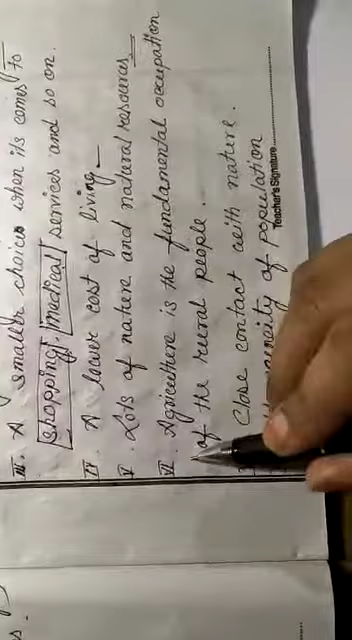 III. A smaller choice when its comes to
shopping, medical services and so on.
IV. A lower cost of living
V. Lots of nature and natural resources
VI. Agriculture is the fundamental occupation
of the rural people.
Close contact with nature.
of population
Teacher's Signature